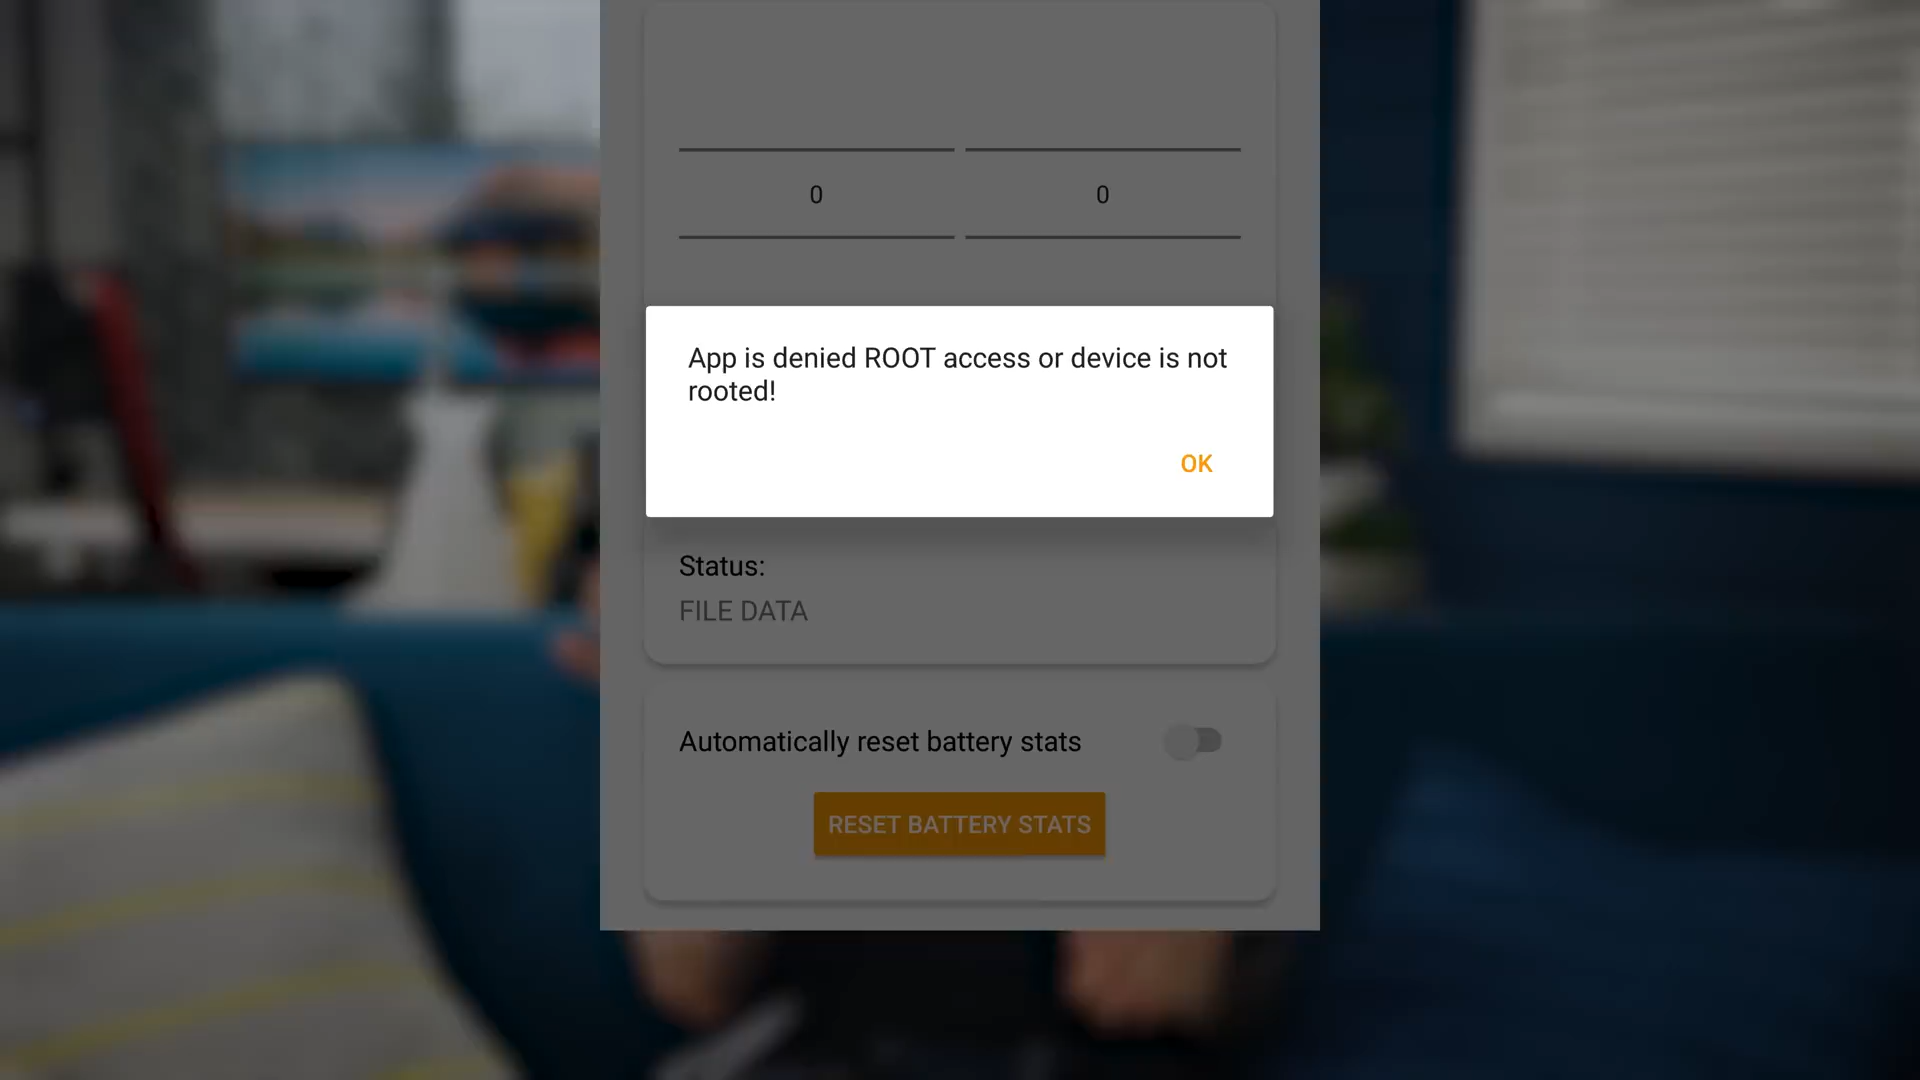 0 0
App is denied ROOT access or device is not
rooted!
OK
Status:
FILE DATA
Automatically reset battery stats
RESET BATTERY STATS